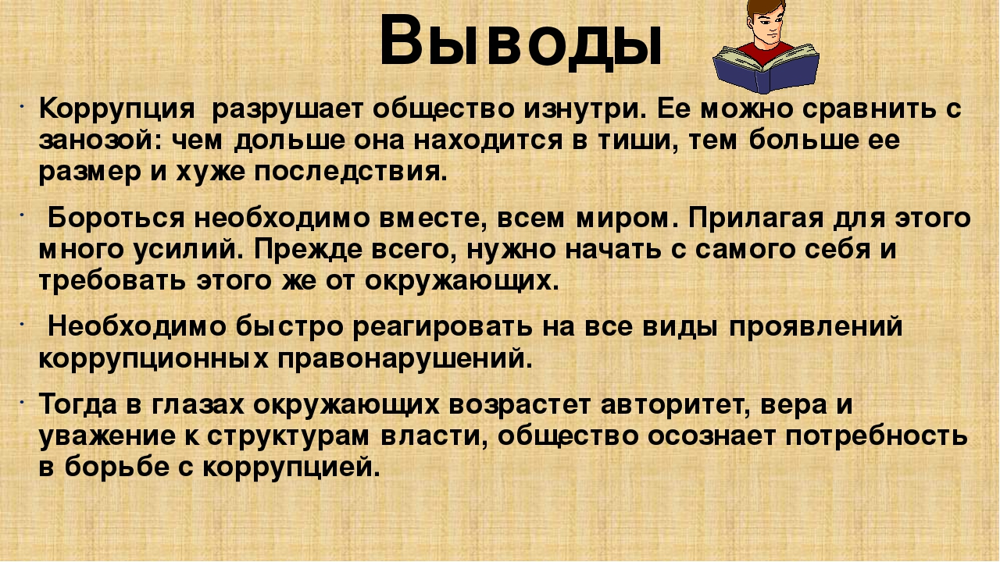 Выводы
· Коррупция  разрушает общество изнутри. Ее можно сравнить с
занозой: чем дольше она находится в тиши, тем больше ее
размер и хуже последствия.
·  Бороться необходимо вместе, всем миром. Прилагая для этого
много усилий. Прежде всего, нужно начать с самого себя и
требовать этого же от окружающих.
·  Необходимо быстро реагировать на все виды проявлений
коррупционных правонарушений.
· Тогда в глазах окружающих возрастет авторитет, вера и
уважение к структурам власти, общество осознает потребность
в борьбе с коррупцией.